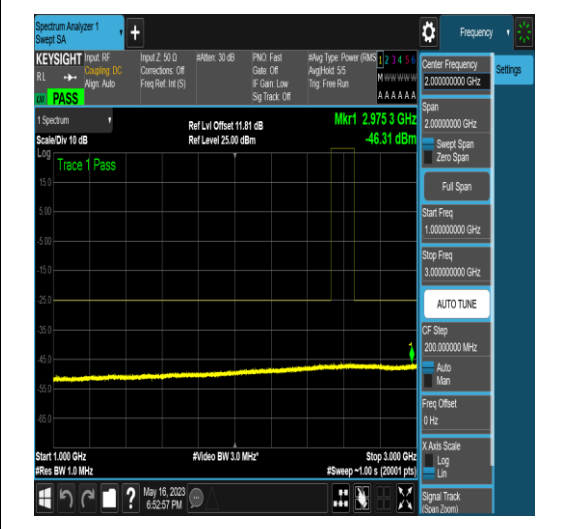 Spectrum Analyzer 1
Swept SA
+
Frequency
KEYSIGHT
RL
Input: RF
Coupling: DC
Align: Auto
Input Z: 50 Ω
Corrections: Off
Freq Ref: Int (S)
#Atten: 30 dB
PNO: Fast
Gate: Off
IF Gain: Low
Sig Track: Off
#Avg Type: Power (RMS
Avg|Hold: 5/5
Trig: Free Run
1 2 3 4 5 6
M W W W W W
A A A A A A
PASS
Center Frequency
2.000000000 GHz
Settings
Span
2.00000000 GHz
Swept Span
Zero Span
Full Span
Start Freq
1.000000000 GHz
Stop Freq
3.000000000 GHz
AUTO TUNE
CF Step
200.000000 MHz
Auto
Man
Freq Offset
0 Hz
X Axis Scale
Log
Lin
Signal Track
(Span Zoom)
1 Spectrum
Scale/Div 10 dB
Ref Lvl Offset 11.81 dB
Ref Level 25.00 dBm
Mkr1 2.975 3 GHz
-46.31 dBm
Log
Trace 1 Pass
15.0
5.00
-5.00
-15.0
-25.0
-35.0
-45.0
-55.0
-65.0
1
Start 1.000 GHz
#Res BW 1.0 MHz
#Video BW 3.0 MHz*
Stop 3.000 GHz
#Sweep ~1.00 s (20001 pts)
?
May 16, 2023
6:52:57 PM